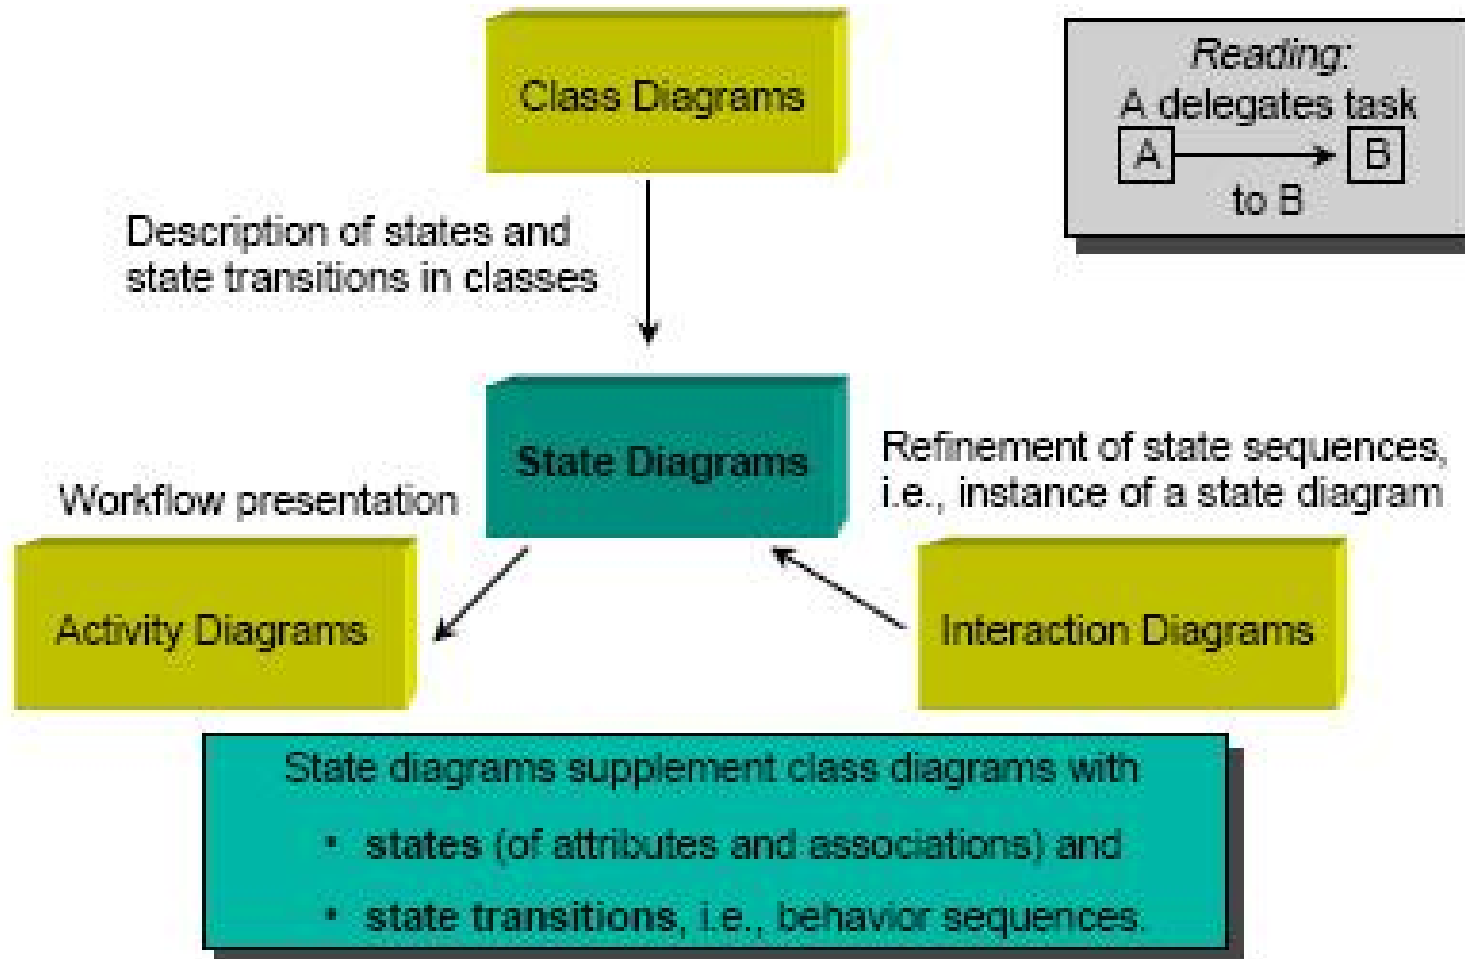 Class Diagrams
Reading:
A delegates task
A
B
to B
Description of states and
state transitions in classes
State Diagrams
Refinement of state sequences,
i.e., instance of a state diagram
Workflow presentation
Activity Diagrams
Interaction Diagrams
State diagrams supplement class diagrams with
• states (of attributes and associations) and
• state transitions, i.e., behavior sequences.